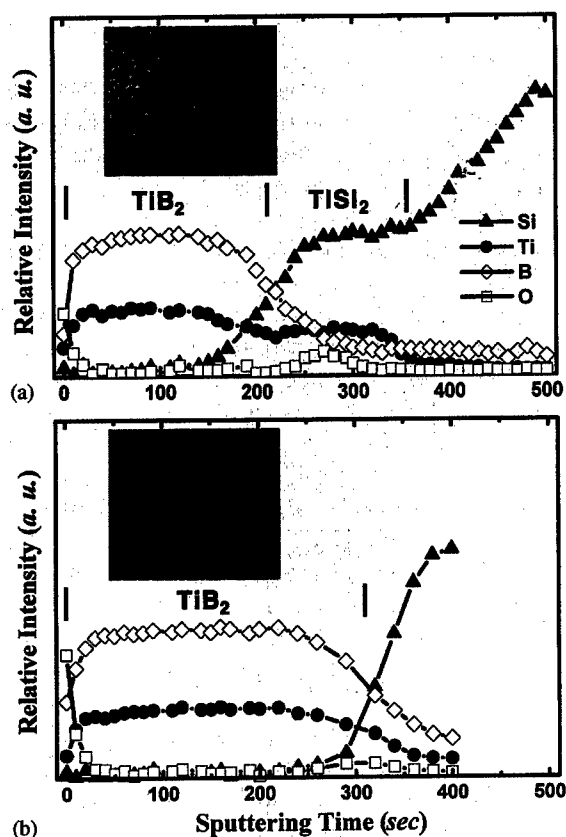 (a)
Relative Intensity (a. u.)
TiB2
TiSi2
Si
Ti
B
O
0 100 200 300 400 500
(b)
Relative Intensity (a. u.)
TiB2
0 100 200 300 400 500
Sputtering Time (sec)